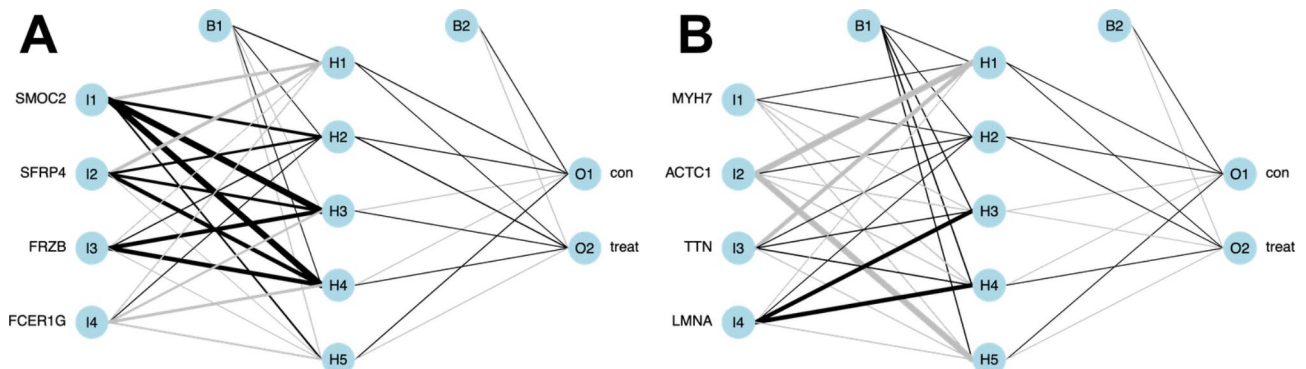 A
B1
B2
H1
SMOC2 I1
H2
SFRP4 I2
O1 con
H3
FRZB I3
O2 treat
H4
FCER1G I4
H5
B
B1
B2
H1
MYH7 I1
H2
ACTC1 I2
O1 con
H3
TTN I3
O2 treat
H4
LMNA I4
H5